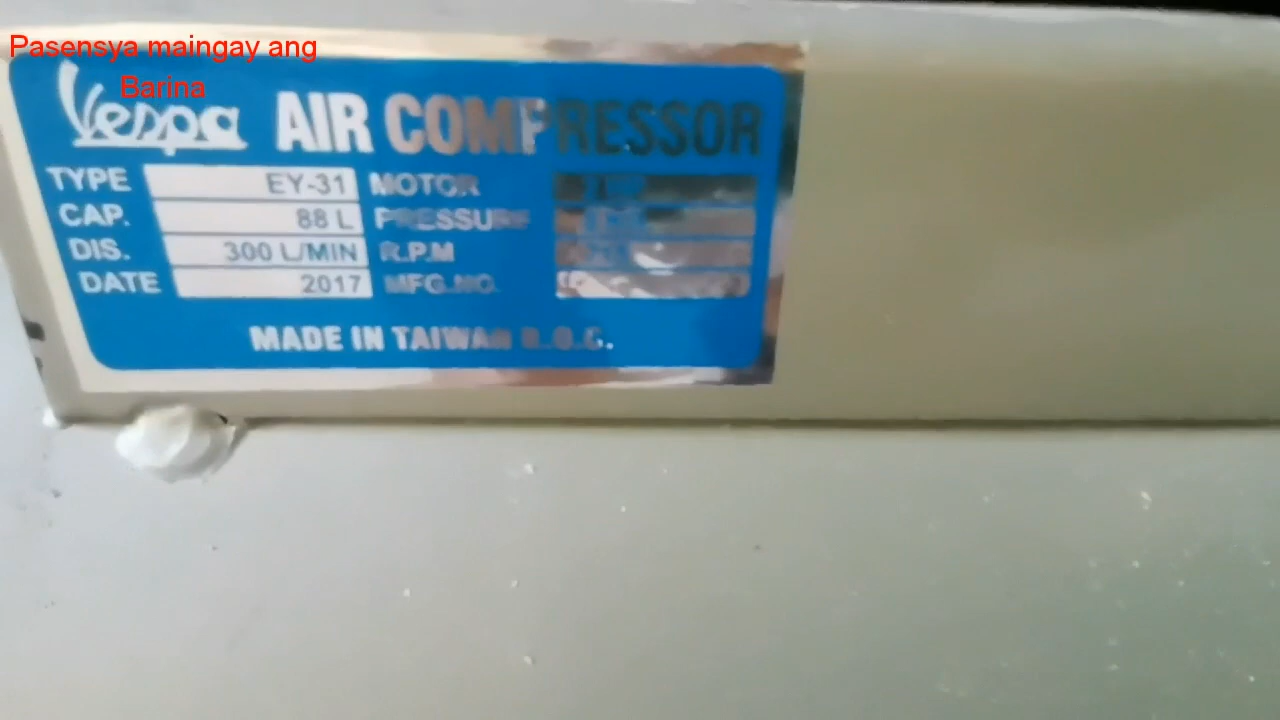 Pasensya maingay ang
Barina
Vespa AIR COMPRESSOR
TYPE EY-31 MOTOR
CAP. 88 L PRESSURE
DIS. 300 L/MIN R.P.M
DATE 2017 MFG.NO.
MADE IN TAIWAN R.O.C.